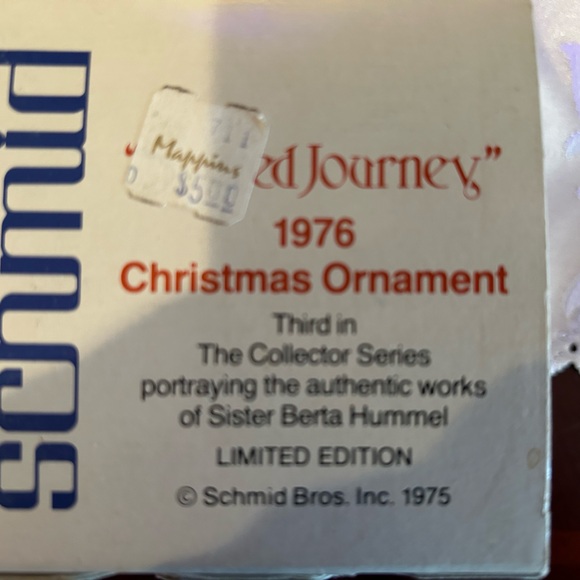 schmid
Mappins
$5.00
ed Journey"
1976
Christmas Ornament
Third in
The Collector Series
portraying the authentic works
of Sister Berta Hummel
LIMITED EDITION
© Schmid Bros. Inc. 1975